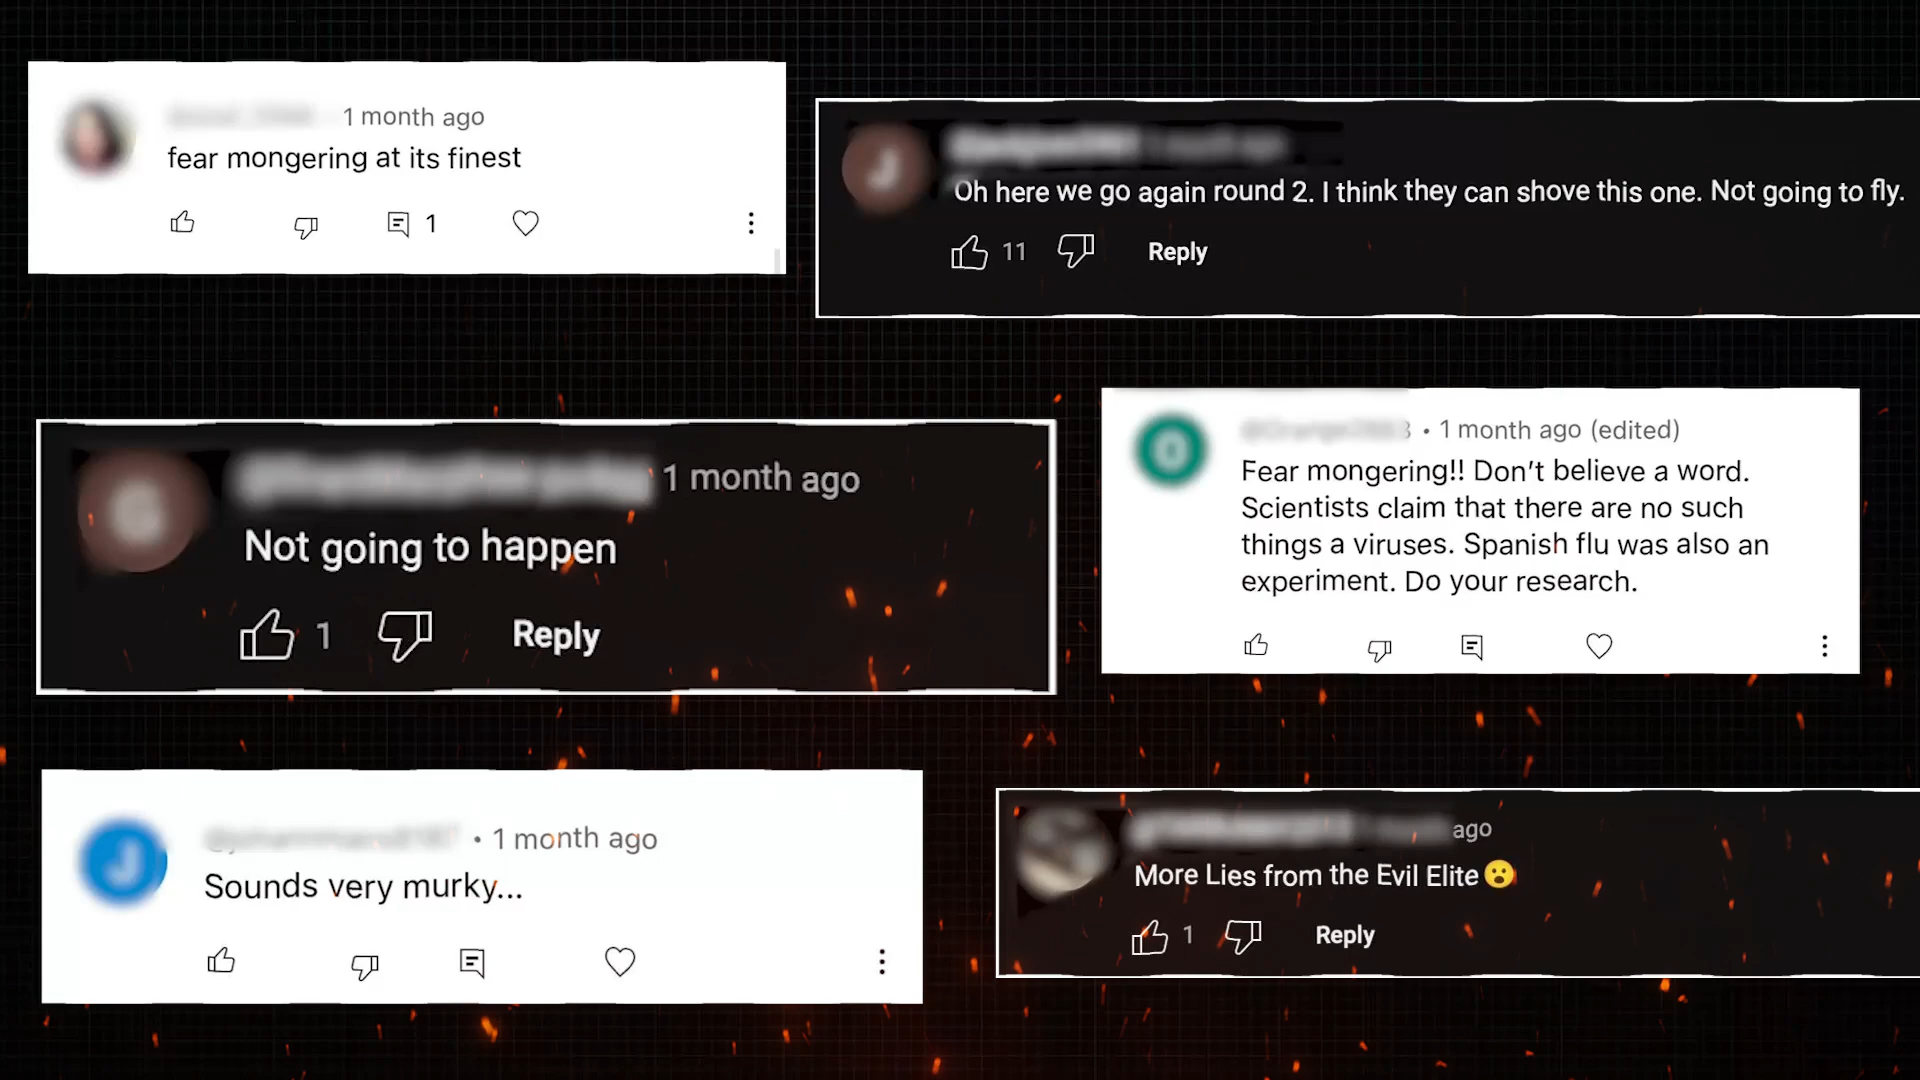 1 month ago
fear mongering at its finest
1
Oh here we go again round 2. I think they can shove this one. Not going to fly.
11 Reply
1 month ago
Not going to happen
1 Reply
• 1 month ago (edited)
Fear mongering!! Don't believe a word.
Scientists claim that there are no such
things a viruses. Spanish flu was also an
experiment. Do your research.
• 1 month ago
Sounds very murky...
ago
More Lies from the Evil Elite😮
1 Reply